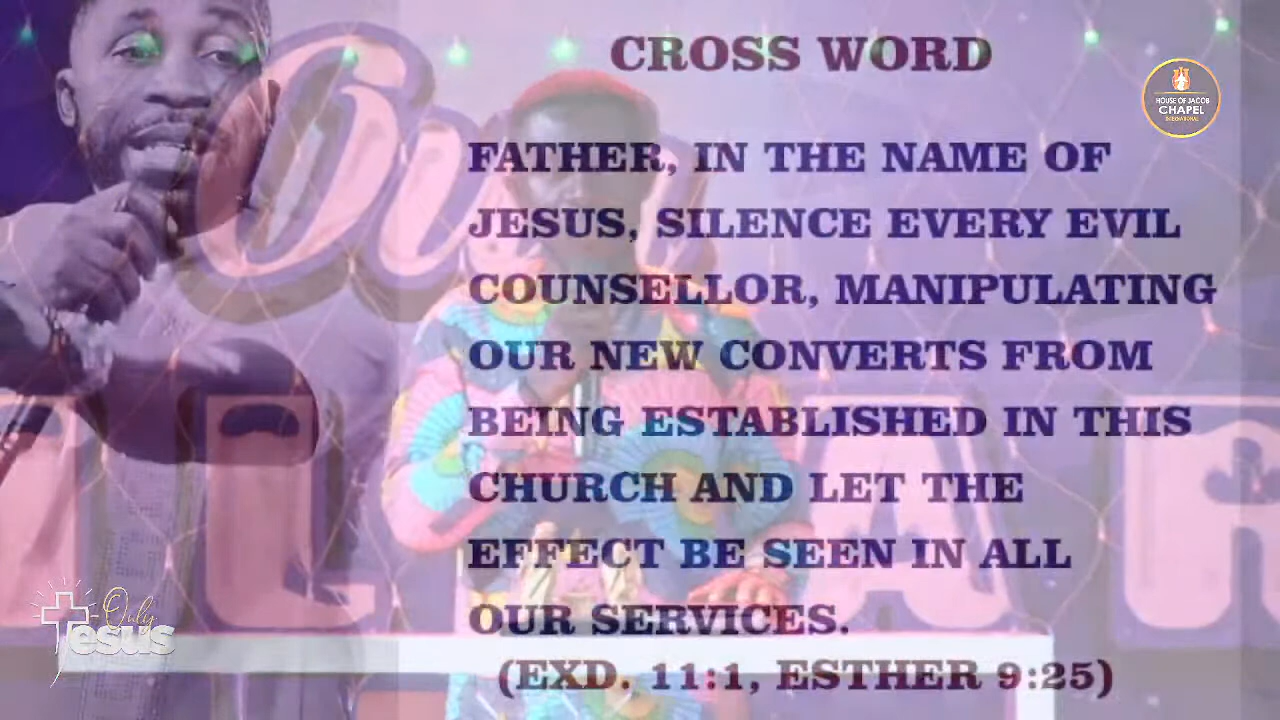 CROSS WORD
HOUSE OF JACOB
CHAPEL
FATHER, IN THE NAME OF
JESUS, SILENCE EVERY EVIL
COUNSELLOR, MANIPULATING
OUR NEW CONVERTS FROM
BEING ESTABLISHED IN THIS
CHURCH AND LET THE
EFFECT BE SEEN IN ALL
OUR SERVICES.
(EXD. 11:1, ESTHER 9:25)
Only
Jesus